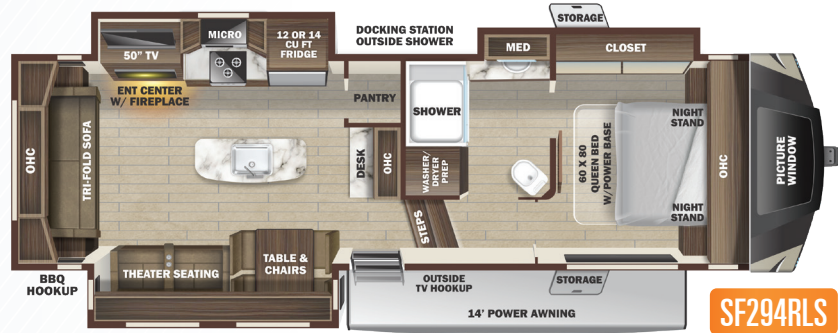 STORAGE
DOCKING STATION
OUTSIDE SHOWER
MICRO
12 OR 14
CU FT
FRIDGE
50” TV
MED
CLOSET
ENT CENTER
W/ FIREPLACE
PANTRY
SHOWER
NIGHT
STAND
OHC
TRI-FOLD SOFA
DESK
OHC
WASHER/
DRYER
PREP
60 X 80
QUEEN BED
W/ POWER BASE
OHC
PICTURE
WINDOW
NIGHT
STAND
STEPS
THEATER SEATING
TABLE &
CHAIRS
BBQ
HOOKUP
OUTSIDE
TV HOOKUP
STORAGE
14’ POWER AWNING
SF294RLS